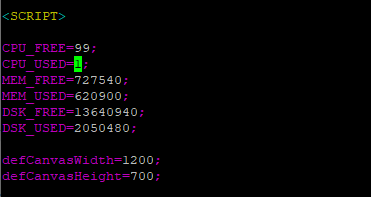 <SCRIPT>
CPU_FREE=99;
CPU_USED=1;
MEM_FREE=727540;
MEM_USED=620900;
DSK_FREE=13640940;
DSK_USED=2050480;
defCanvasWidth=1200;
defCanvasHeight=700;